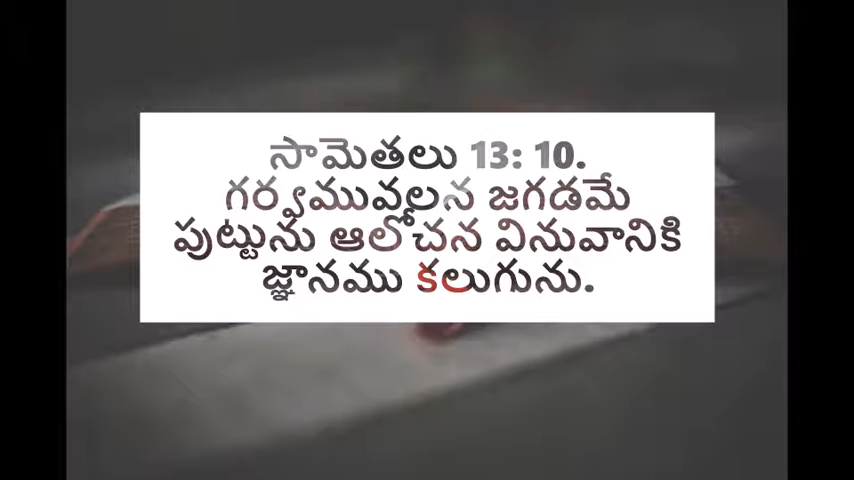 సామెతలు 13: 10.
గర్వమువలన జగడమే
పుట్టును ఆలోచన వినువానికి
జ్ఞానము కలుగును.